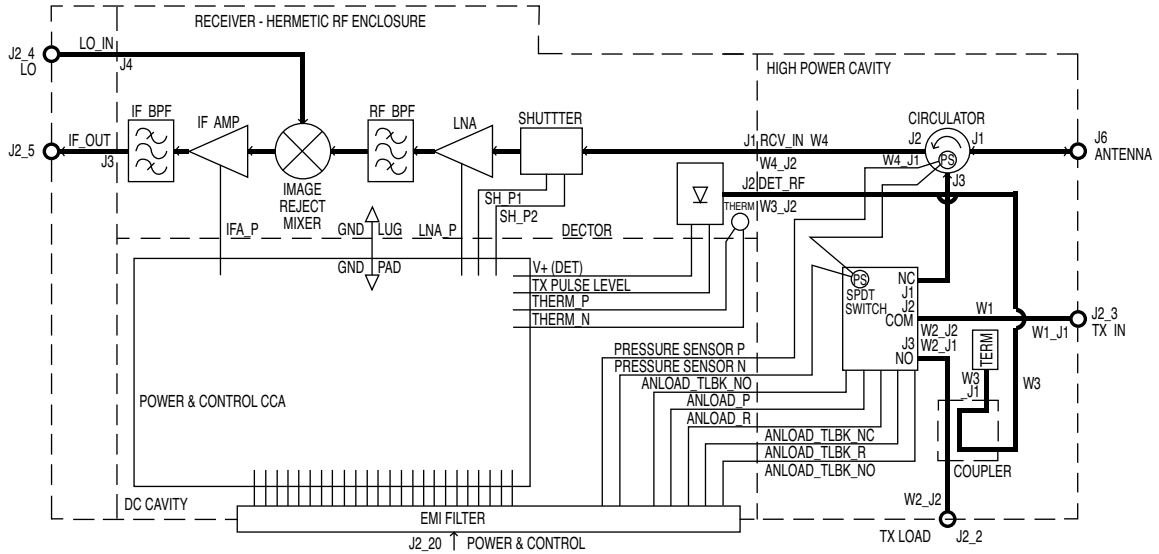 RECEIVER - HERMETIC RF ENCLOSURE
LO_IN
J2_4
LO
J4
HIGH POWER CAVITY
IF_BPF
IF_AMP
RF_BPF
LNA
SHUTTTER
CIRCULATOR
IF_OUT
J2_5
J3
J1 RCV_IN W4
J2
J1
J6
ANTENNA
W4_J2
W4_J1
PS
IMAGE
REJECT
MIXER
SH_P1
SH_P2
J2 DET_RF
J3
THERM
W3_J2
IFA_P
GND LUG
LNA_P
DECTOR
GND PAD
V+ (DET)
TX PULSE LEVEL
THERM_P
THERM_N
PS
NC
SPDT
SWITCH
J1
J2
COM
W1
J2_3
TX IN
W1_J1
W2_J2
W2_J1
J3
NO
TERM
PRESSURE SENSOR P
PRESSURE SENSOR N
ANLOAD_TLBK_NO
W3
_J1
W3
POWER & CONTROL CCA
ANLOAD_P
ANLOAD_R
ANLOAD_TLBK_NC
ANLOAD_TLBK_R
ANLOAD_TLBK_NO
COUPLER
DC CAVITY
W2_J2
EMI FILTER
TX LOAD
J2_2
J2_20
POWER & CONTROL